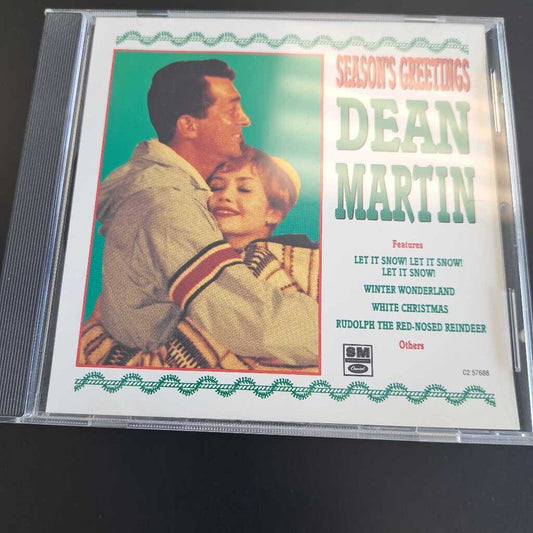 SEASON'S GREETINGS
DEAN
MARTIN
Features
LET IT SNOW! LET IT SNOW!
LET IT SNOW!
WINTER WONDERLAND
WHITE CHRISTMAS
RUDOLPH THE RED-NOSED REINDEER
Others
SM
Capitol
C2 57688